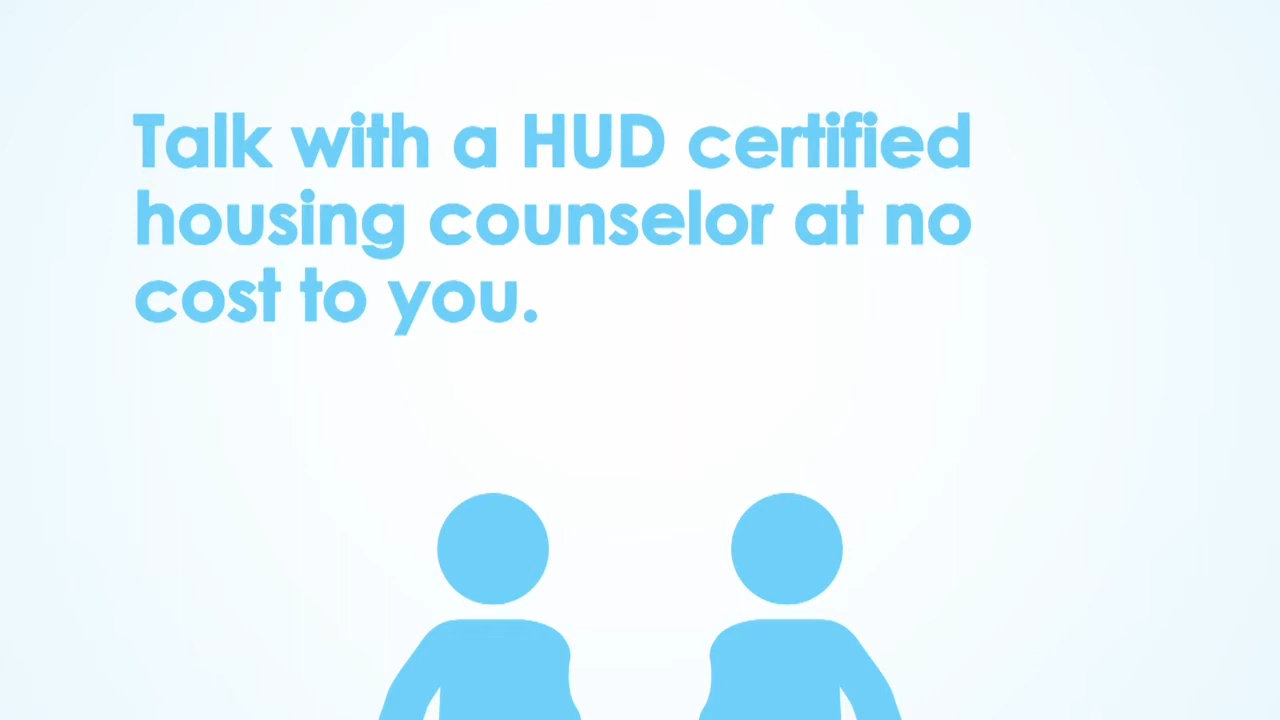 Talk with a HUD certified
housing counselor at no
cost to you.